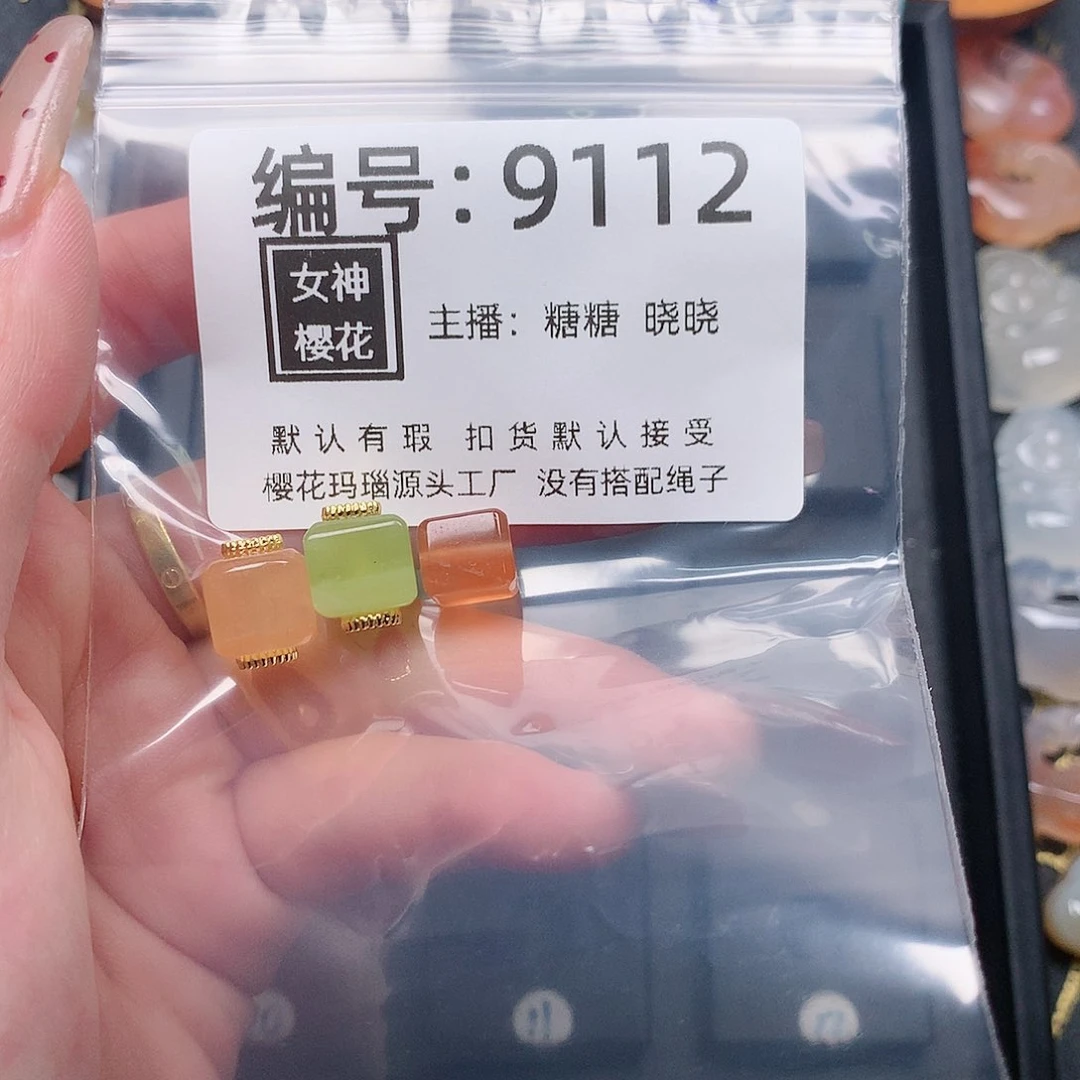 编号:9112
女神
樱花
主播: 糖糖 晓晓
默认有瑕 扣货默认接受
樱花玛瑙源头工厂 没有搭配绳子